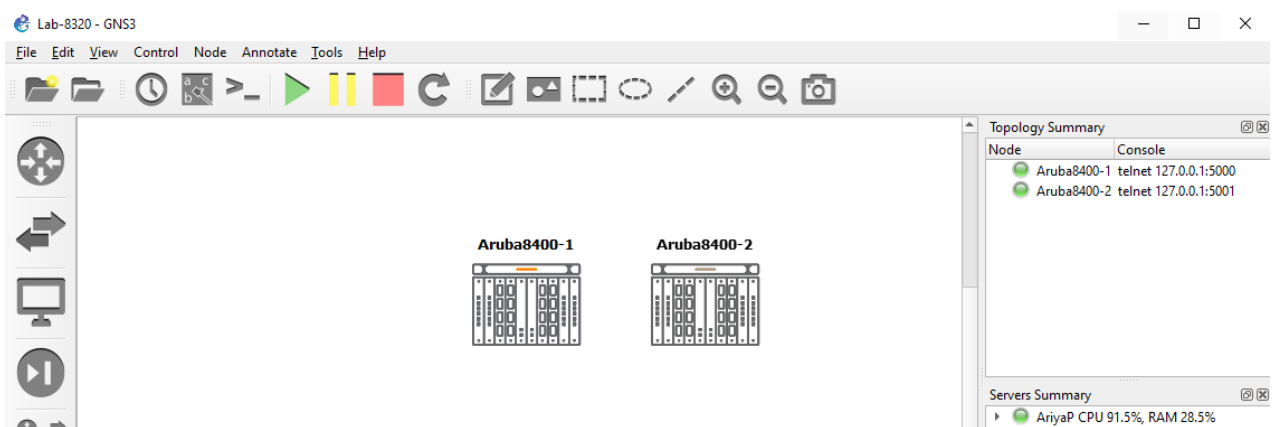 Lab-8320 - GNS3
File Edit View Control Node Annotate Tools Help
Topology Summary
Node Console
Aruba8400-1 telnet 127.0.0.1:5000
Aruba8400-2 telnet 127.0.0.1:5001
Aruba8400-1 Aruba8400-2
Servers Summary
AriyaP CPU 91.5%, RAM 28.5%